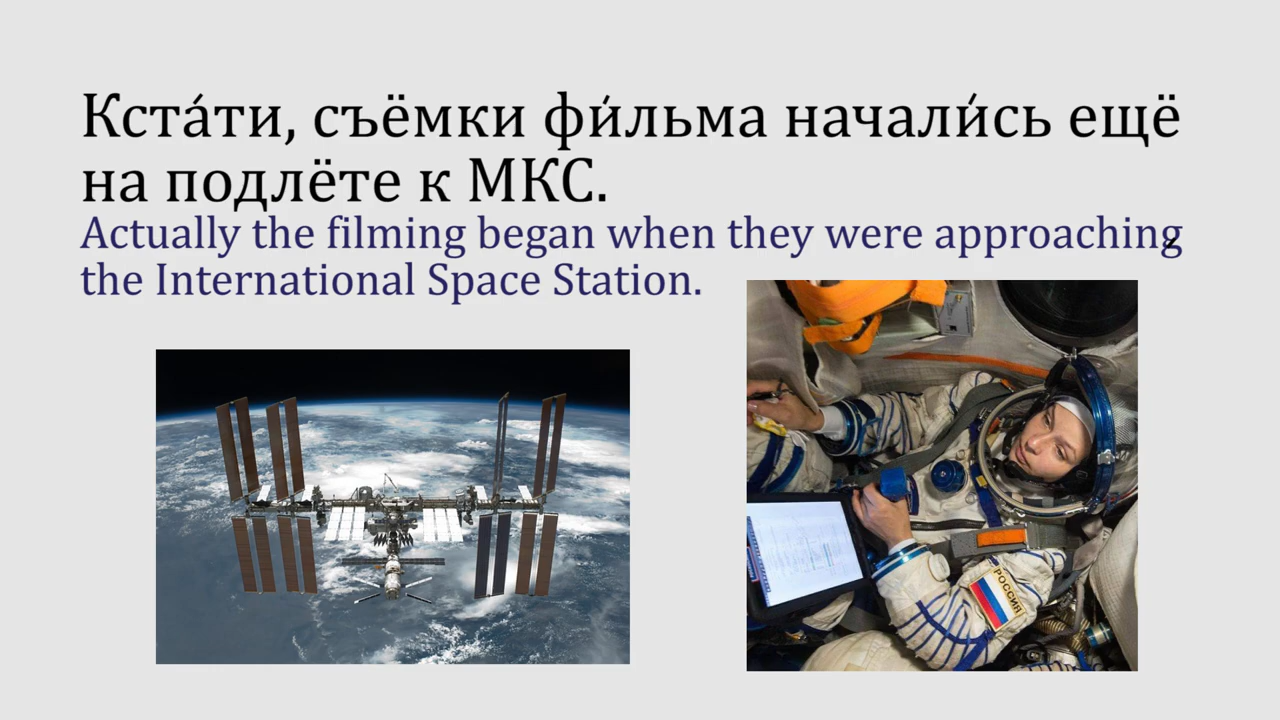 Кста́ти, съёмки фи́льма начали́сь ещё
на подлёте к МКС.
Actually the filming began when they were approaching
the International Space Station.
РОССИЯ